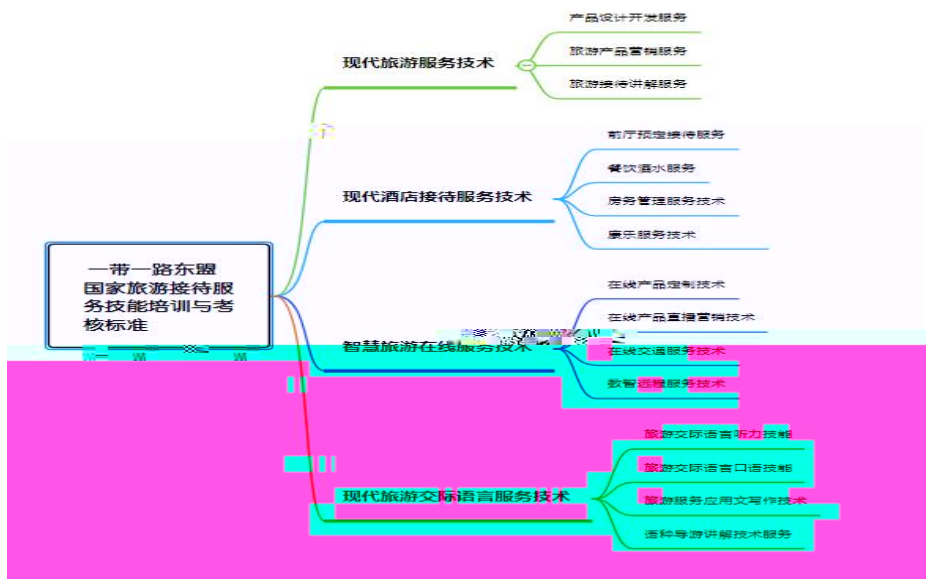 产品设计开发服务
现代旅游服务技术
旅游产品营销服务
旅游接待讲解服务
前厅预定接待服务
餐饮酒水服务
现代酒店接待服务技术
房务管理服务技术
康乐服务技术
一带一路东盟
国家旅游接待服
务技能培训与考
核标准
在线产品定制技术
在线产品直播营销技术
智慧旅游在线服务技术
在线交通服务技术
数智远程服务技术
旅游交际语言听力技能
旅游交际语言口语技能
现代旅游交际语言服务技术
旅游服务应用文写作技术
语种导游讲解技术服务